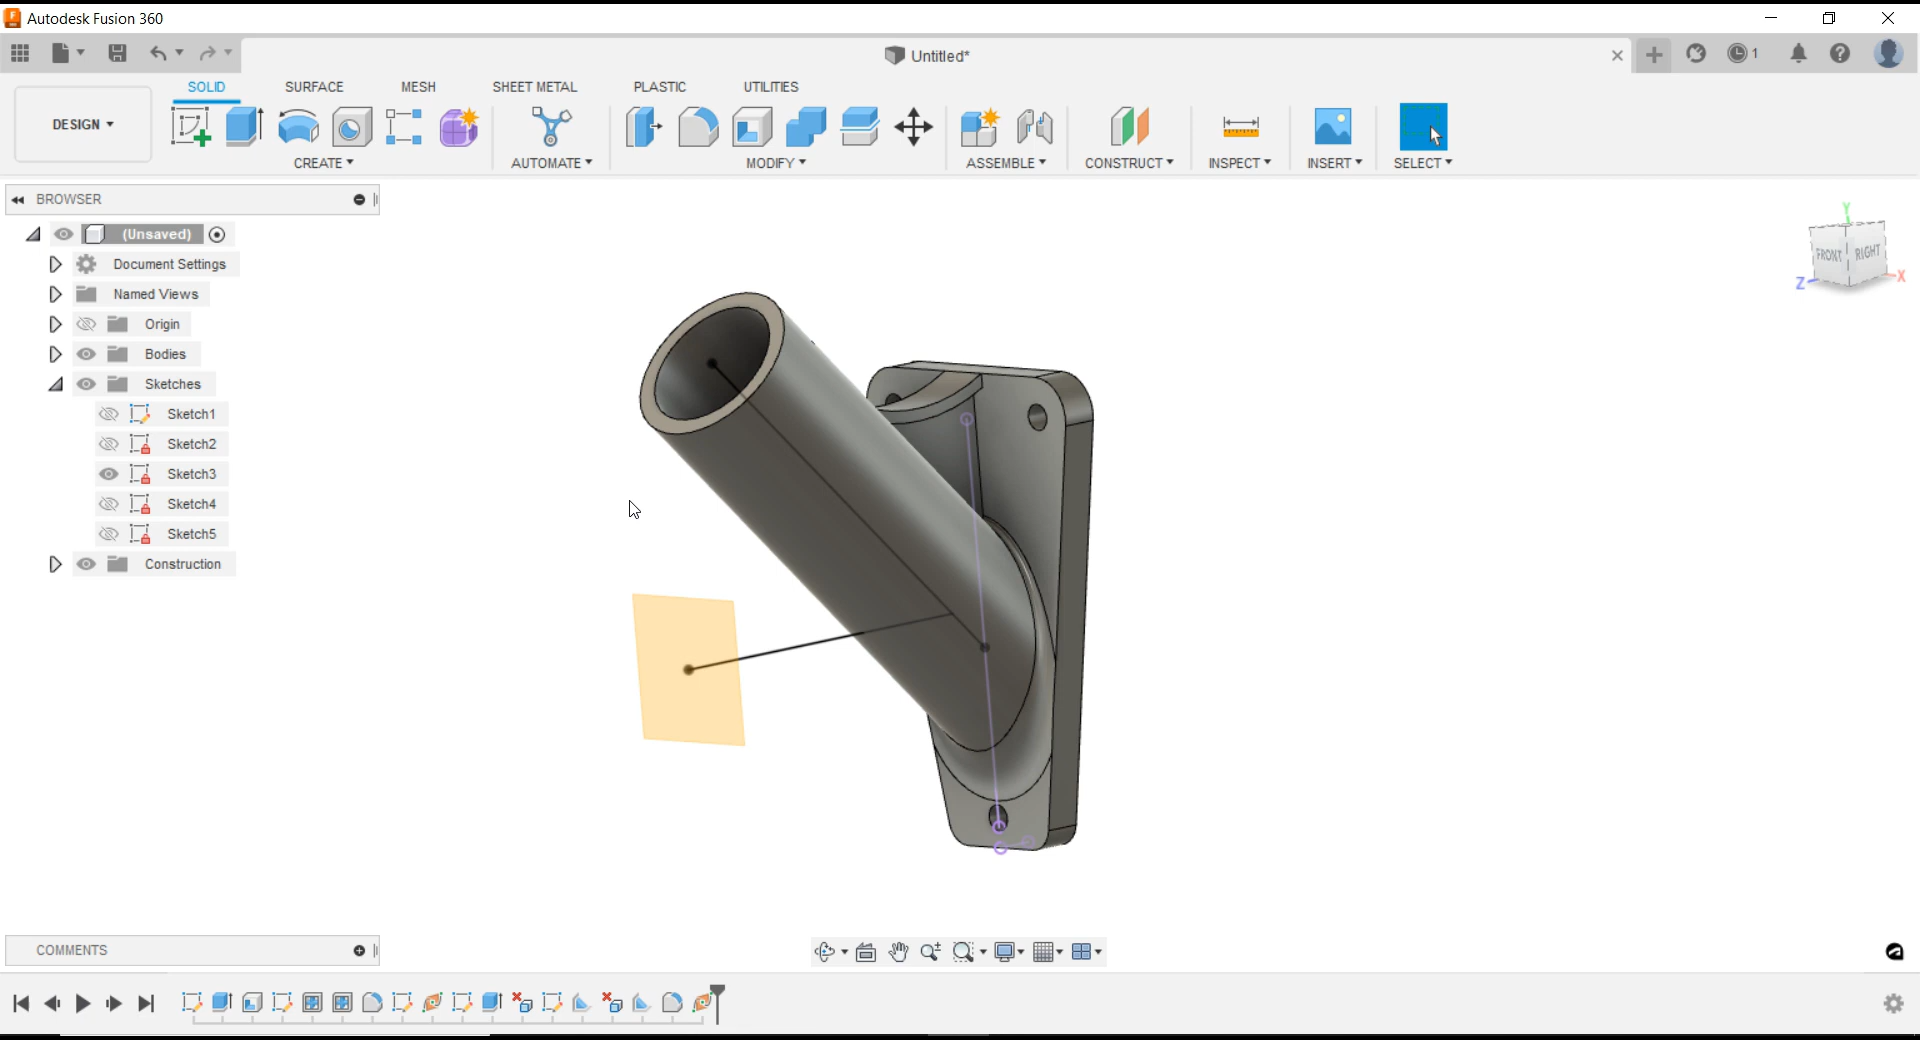 Autodesk Fusion 360
Untitled*
1
DESIGN
SOLID
SURFACE
MESH
SHEET METAL
PLASTIC
UTILITIES
CREATE
AUTOMATE
MODIFY
ASSEMBLE
CONSTRUCT
INSPECT
INSERT
SELECT
BROWSER
(Unsaved)
Document Settings
Named Views
Origin
Bodies
Sketches
Sketch1
Sketch2
Sketch3
Sketch4
Sketch5
Construction
Y
FRONT
RIGHT
Z
X
COMMENTS